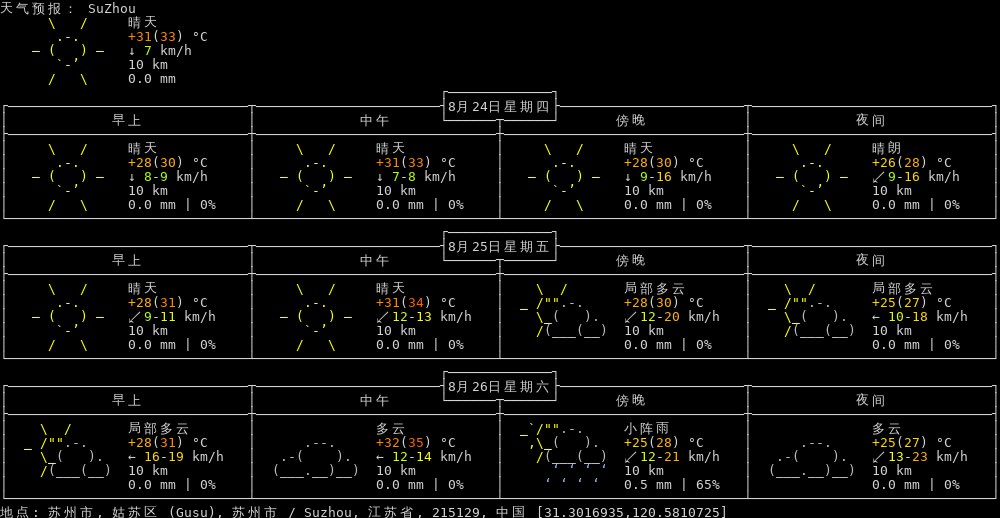 天气预报: SuZhou
晴天
+31(33) °C
↓ 7 km/h
10 km
0.0 mm
8月24日星期四
早上 中午 傍晚 夜间
晴天 晴天 晴天 晴朗
+28(30) °C +31(33) °C +28(30) °C +26(28) °C
↓ 8-9 km/h ↓ 7-8 km/h ↓ 9-16 km/h ↙ 9-16 km/h
10 km 10 km 10 km 10 km
0.0 mm | 0% 0.0 mm | 0% 0.0 mm | 0% 0.0 mm | 0%
8月25日星期五
早上 中午 傍晚 夜间
晴天 晴天 局部多云 局部多云
+28(31) °C +31(34) °C +28(30) °C +25(27) °C
↙ 9-11 km/h ↙ 12-13 km/h ↙ 12-20 km/h ← 10-18 km/h
10 km 10 km 10 km 10 km
0.0 mm | 0% 0.0 mm | 0% 0.0 mm | 0% 0.0 mm | 0%
8月26日星期六
早上 中午 傍晚 夜间
局部多云 多云 小阵雨 多云
+28(31) °C +32(35) °C +25(28) °C +25(27) °C
← 16-19 km/h ← 12-14 km/h ↙ 12-21 km/h ↙ 13-23 km/h
10 km 10 km 10 km 10 km
0.0 mm | 0% 0.0 mm | 0% 0.5 mm | 65% 0.0 mm | 0%
地点: 苏州市, 姑苏区 (Gusu), 苏州市 / Suzhou, 江苏省, 215129, 中国 [31.3016935,120.5810725]